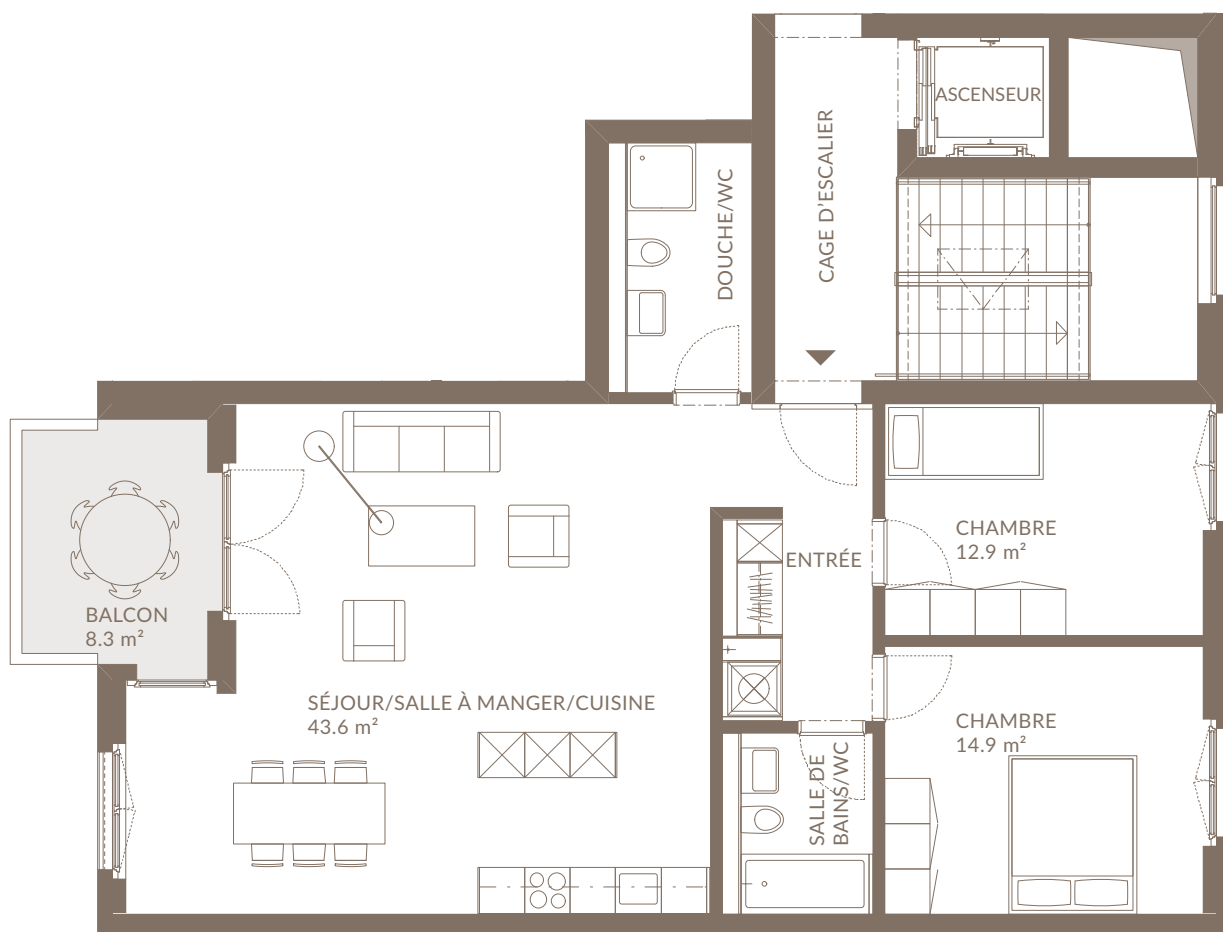 ASCENSEUR
CAGE D'ESCALIER
DOUCHE/WC
CHAMBRE
12.9 m²
ENTRÉE
BALCON
8.3 m²
SÉJOUR/SALLE À MANGER/CUISINE
43.6 m²
CHAMBRE
14.9 m²
SALLE DE
BAINS/WC